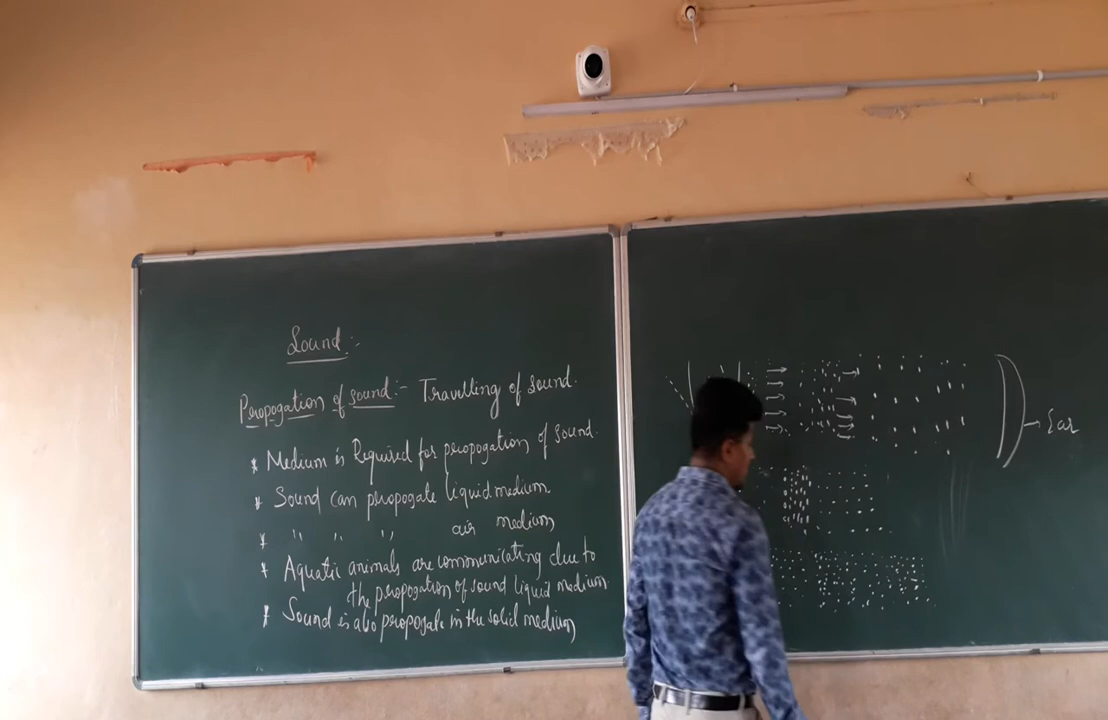 Sound:-
Propogation of sound:- Travelling of sound.
* Medium is Required for propogation of sound.
* Sound can propogate liquid medium
* " " " air medium
* Aquatic animals are communicating due to
the propogation of sound liquid medium.
* Sound is also propogate in the solid medium
Ear